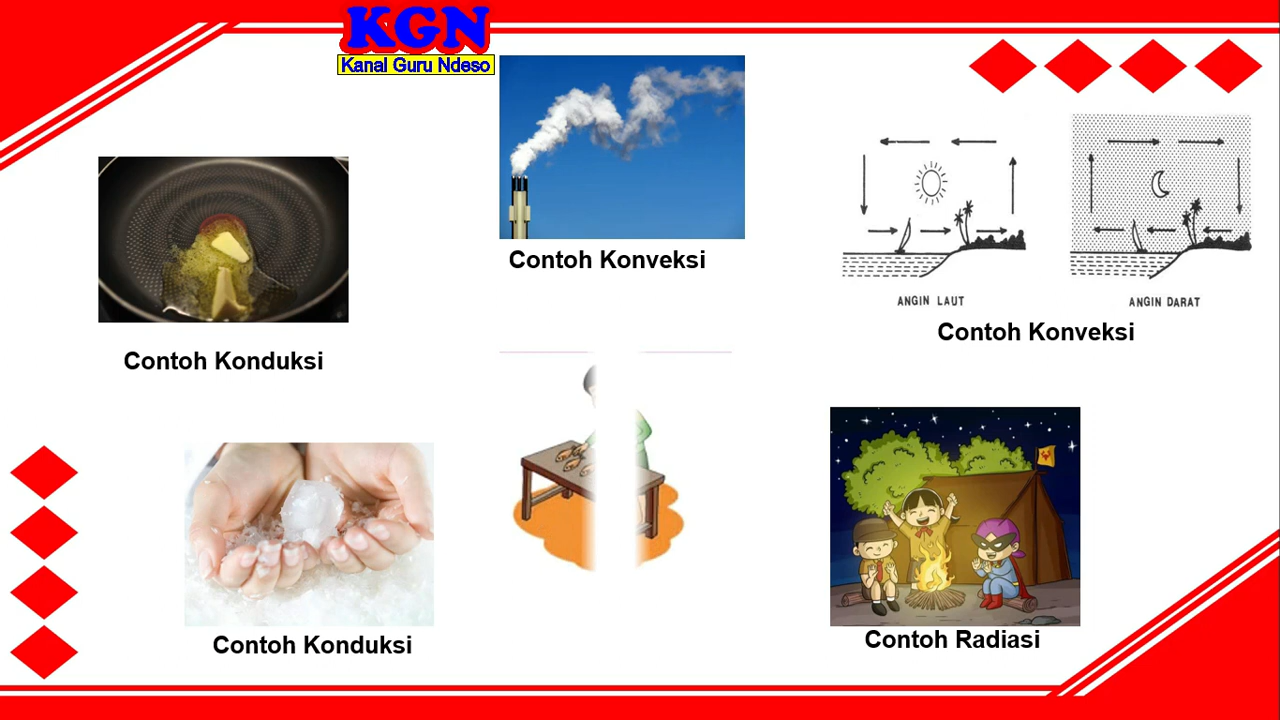 KGN
Kanal Guru Ndeso
Contoh Konveksi
ANGIN LAUT
ANGIN DARAT
Contoh Konveksi
Contoh Konduksi
Contoh Konduksi
Contoh Radiasi